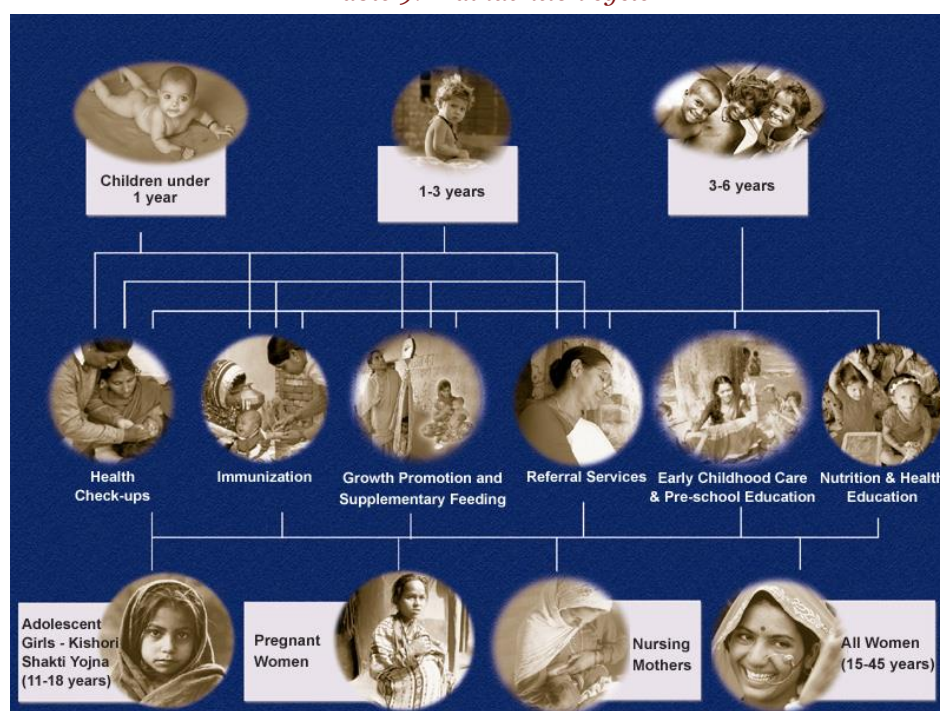 Children under
1 year
1-3 years
3-6 years
Health
Check-ups
Immunization
Growth Promotion and
Supplementary Feeding
Referral Services
Early Childhood Care
& Pre-school Education
Nutrition & Health
Education
Adolescent
Girls - Kishori
Shakti Yojna
(11-18 years)
Pregnant
Women
Nursing
Mothers
All Women
(15-45 years)